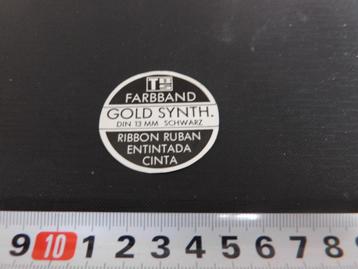 FARBBAND
GOLD SYNTH.
DIN 13 MM SCHWARZ
RIBBON RUBAN
ENTINTADA
CINTA
9 10 1 2 3 4 5 6 7 8